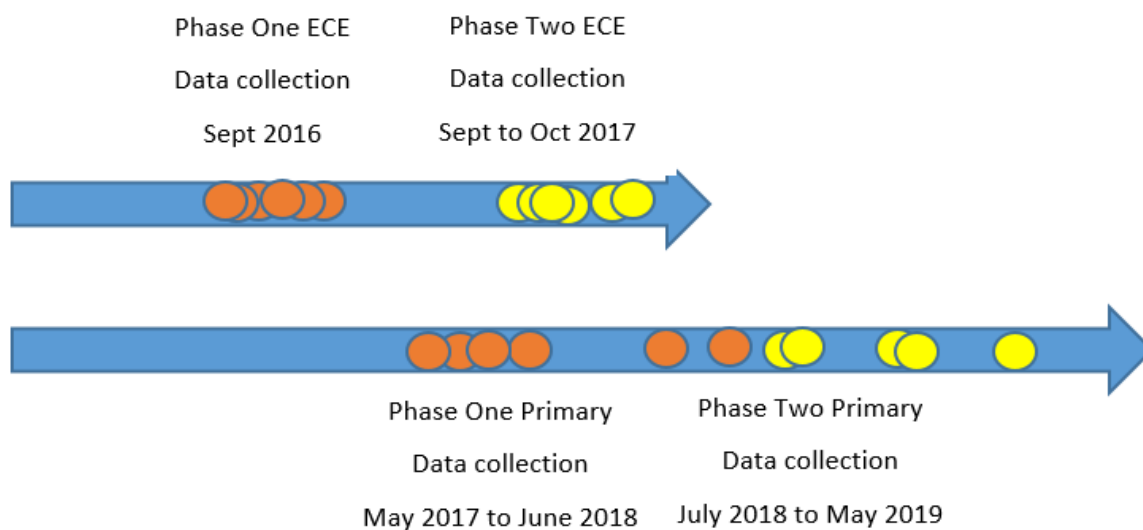 Phase One ECE
Data collection
Sept 2016
Phase Two ECE
Data collection
Sept to Oct 2017
Phase One Primary
Data collection
May 2017 to June 2018
Phase Two Primary
Data collection
July 2018 to May 2019